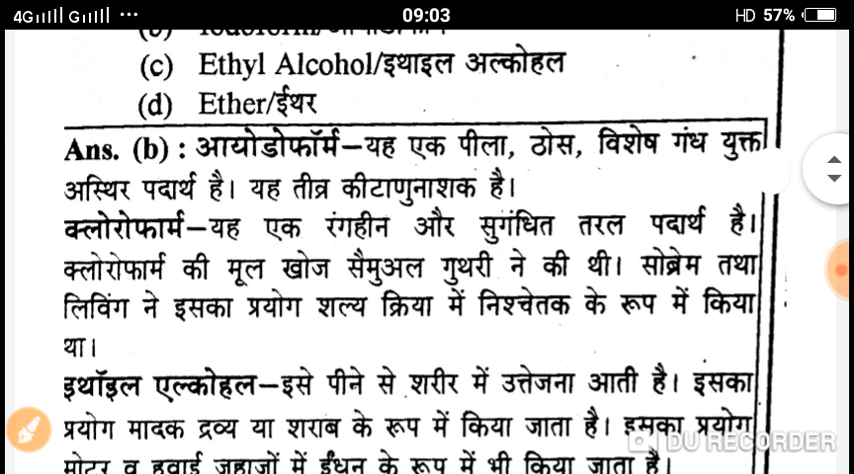 4G G ...
09:03
HD 57%
(b) Iodoform/आयोडोफॉर्म
(c) Ethyl Alcohol/इथाइल अल्कोहल
(d) Ether/ईथर
Ans. (b) : आयोडोफॉर्म–यह एक पीला, ठोस, विशेष गंध युक्त
अस्थिर पदार्थ है। यह तीव्र कीटाणुनाशक है।
क्लोरोफार्म–यह एक रंगहीन और सुगंधित तरल पदार्थ है।
क्लोरोफार्म की मूल खोज सैमुअल गुथरी ने की थी। सोब्रेम तथा
लिविंग ने इसका प्रयोग शल्य क्रिया में निश्चेतक के रूप में किया
था।
इथॉइल एल्कोहल–इसे पीने से शरीर में उत्तेजना आती है। इसका
प्रयोग मादक द्रव्य या शराब के रूप में किया जाता है। इसका प्रयोग
DU RECORDER
मोटर व हवाई जहाजों में ईंधन के रूप में भी किया जाता है।